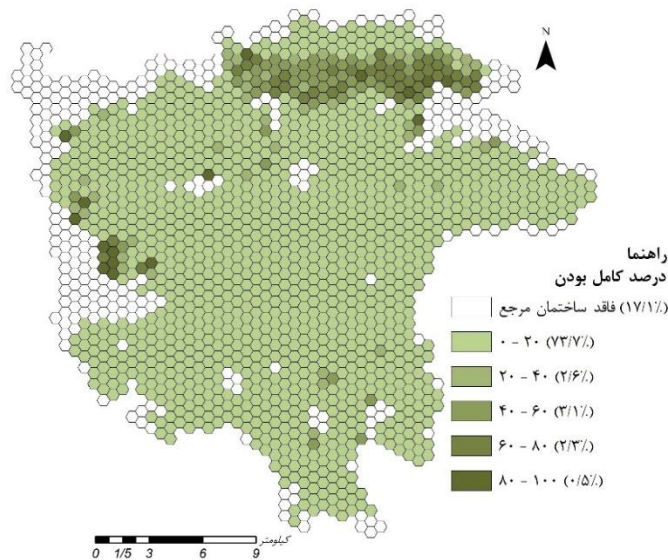 N
راهنما
درصد کامل بودن
فاقد ساختمان مرجع (۱۷/۱٪)
۰ - ۲۰ (۷۳/۷٪)
۲۰ - ۴۰ (۲/۶٪)
۴۰ - ۶۰ (۳/۱٪)
۶۰ - ۸۰ (۲/۳٪)
۸۰ - ۱۰۰ (۰/۵٪)
کیلومتر
0 1/5 3 6 9